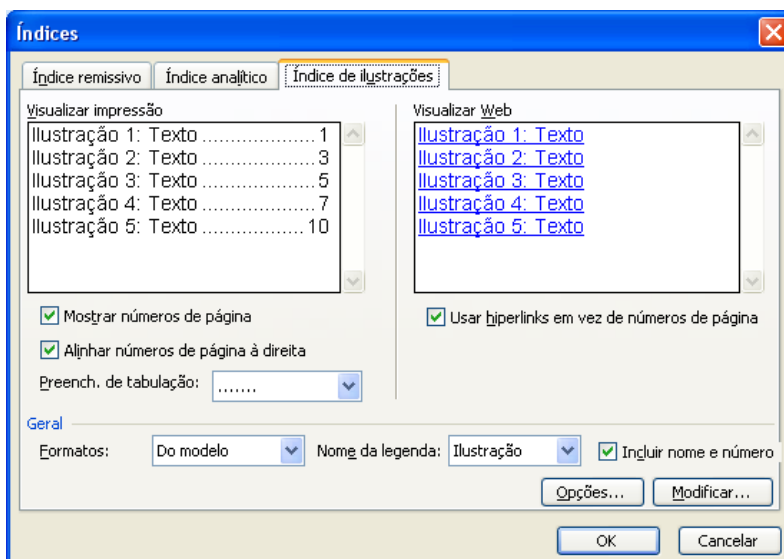 Índices
Índice remissivo Índice analítico Índice de ilustrações
Visualizar impressão
Ilustração 1: Texto ................... 1
Ilustração 2: Texto ................... 3
Ilustração 3: Texto ................... 5
Ilustração 4: Texto ................... 7
Ilustração 5: Texto ................. 10
Visualizar Web
Ilustração 1: Texto
Ilustração 2: Texto
Ilustração 3: Texto
Ilustração 4: Texto
Ilustração 5: Texto
Mostrar números de página
Alinhar números de página à direita
Preench. de tabulação: .......
Usar hiperlinks em vez de números de página
Geral
Formatos: Do modelo Nome da legenda: Ilustração Incluir nome e número
Opções... Modificar...
OK Cancelar